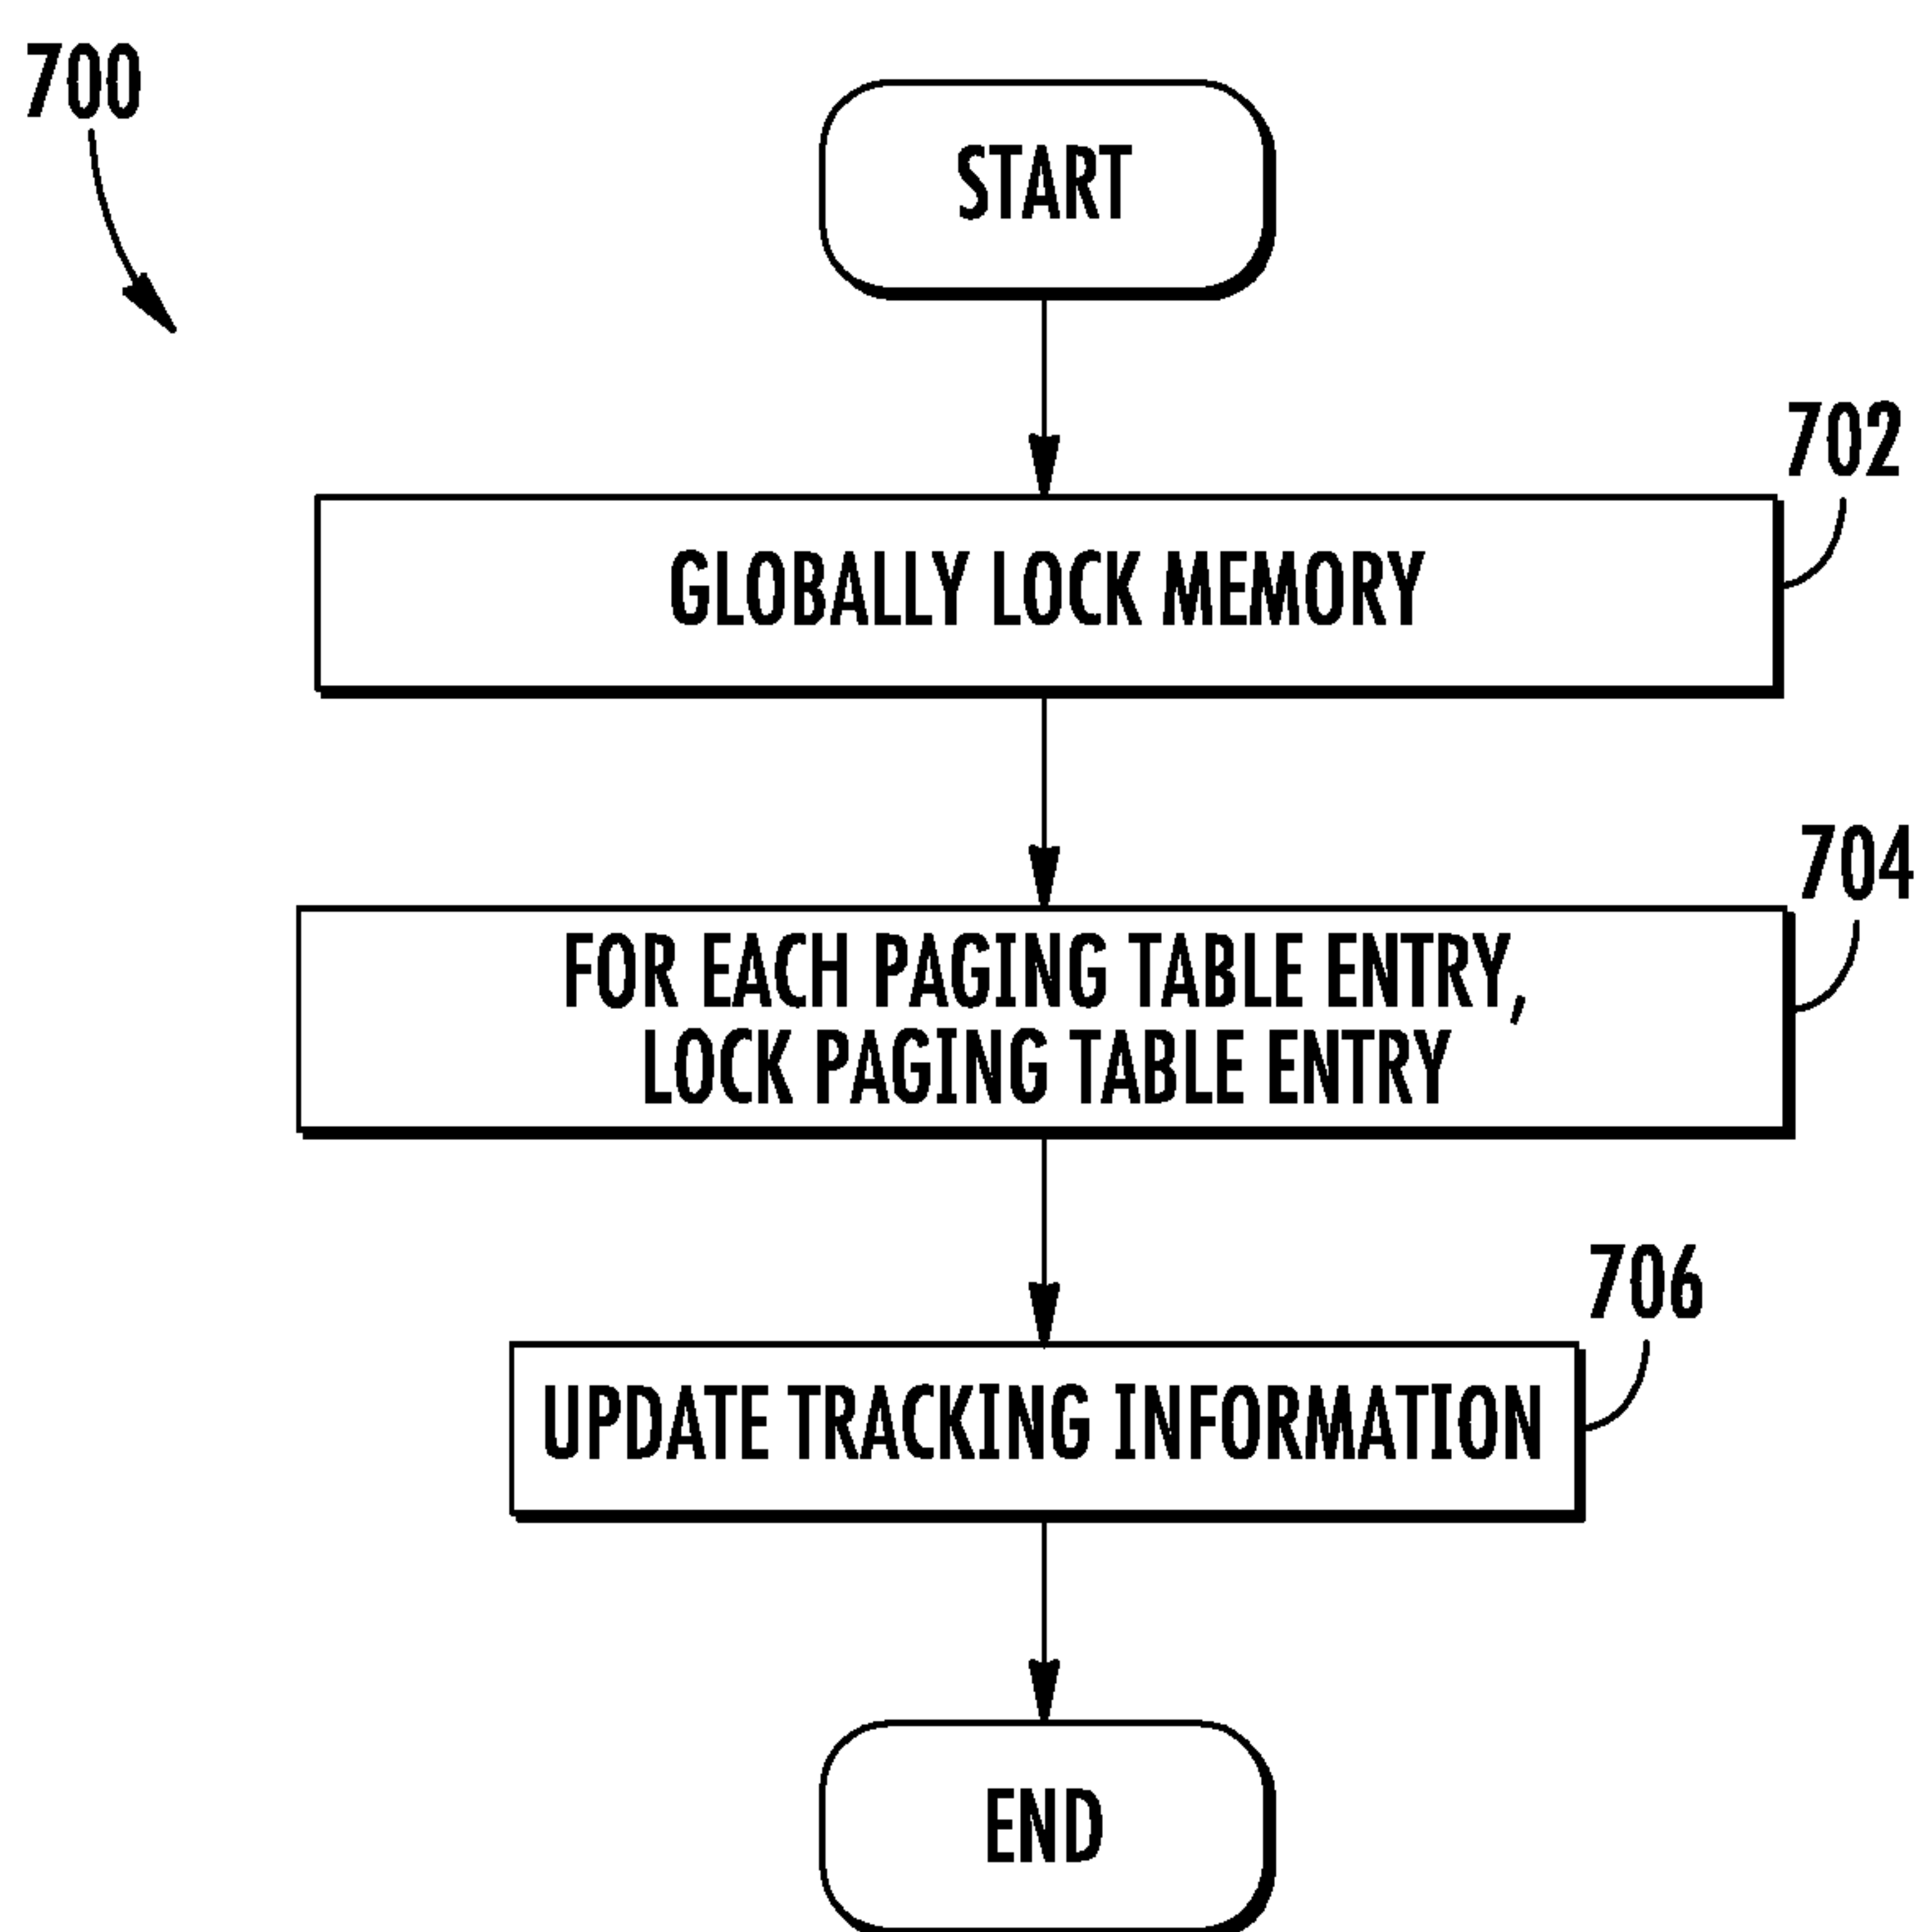 700
START
702
GLOBALLY LOCK MEMORY
704
FOR EACH PAGING TABLE ENTRY,
LOCK PAGING TABLE ENTRY
706
UPDATE TRACKING INFORMATION
END